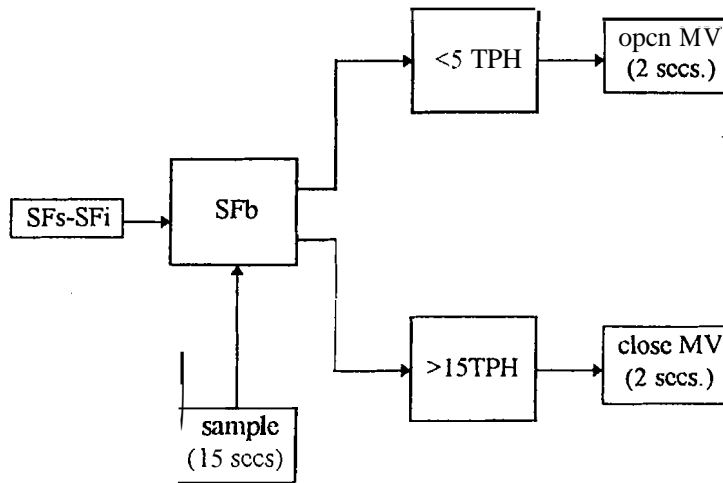 <5 TPH
opcn MV
(2 sccs.)
SFs-SFi
SFb
>15TPH
close MV
(2 sccs.)
sample
(15 sccs)